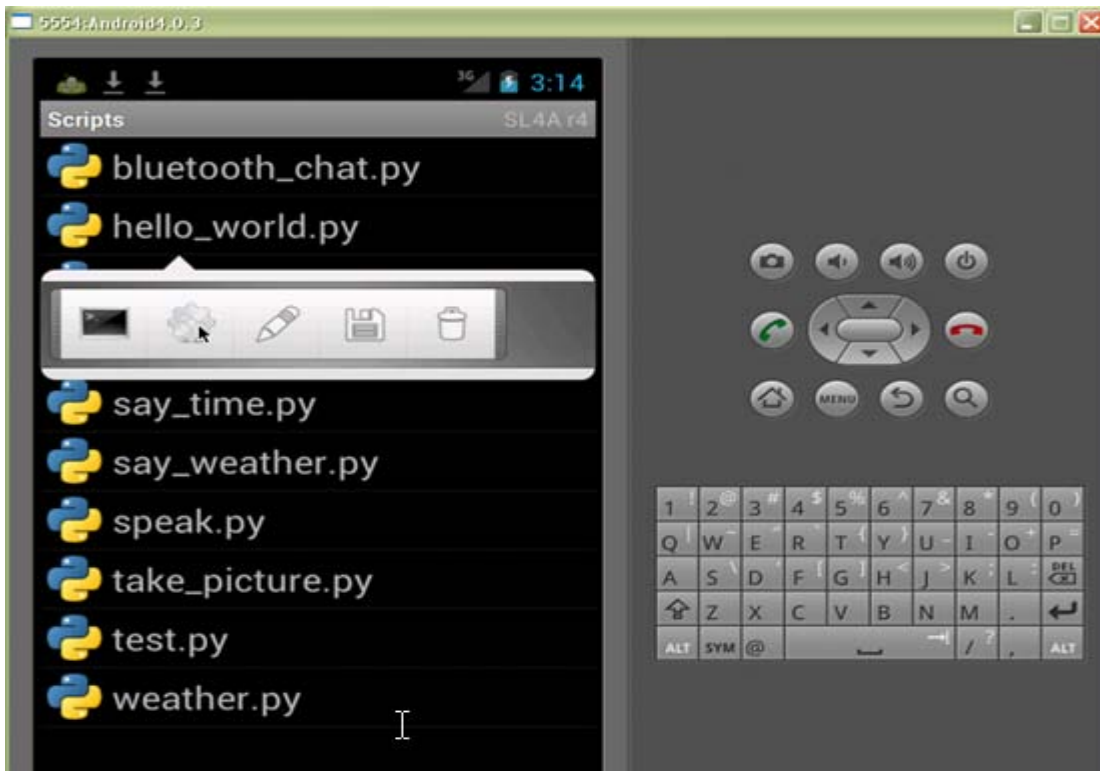 5554:Android4.0.3
3G 3:14
Scripts SL4A r4
bluetooth_chat.py
hello_world.py
say_time.py
say_weather.py
speak.py
take_picture.py
test.py
weather.py
MENU
1 ! 2 @ 3 # 4 $ 5 % 6 ^ 7 & 8 * 9 ( 0 )
Q | W ~ E " R ` T { Y } U _ I - O + P =
A S \ D ' F [ G ] H < J > K ; L : DEL
Z X C V B N M .
ALT SYM @ / ? , ALT